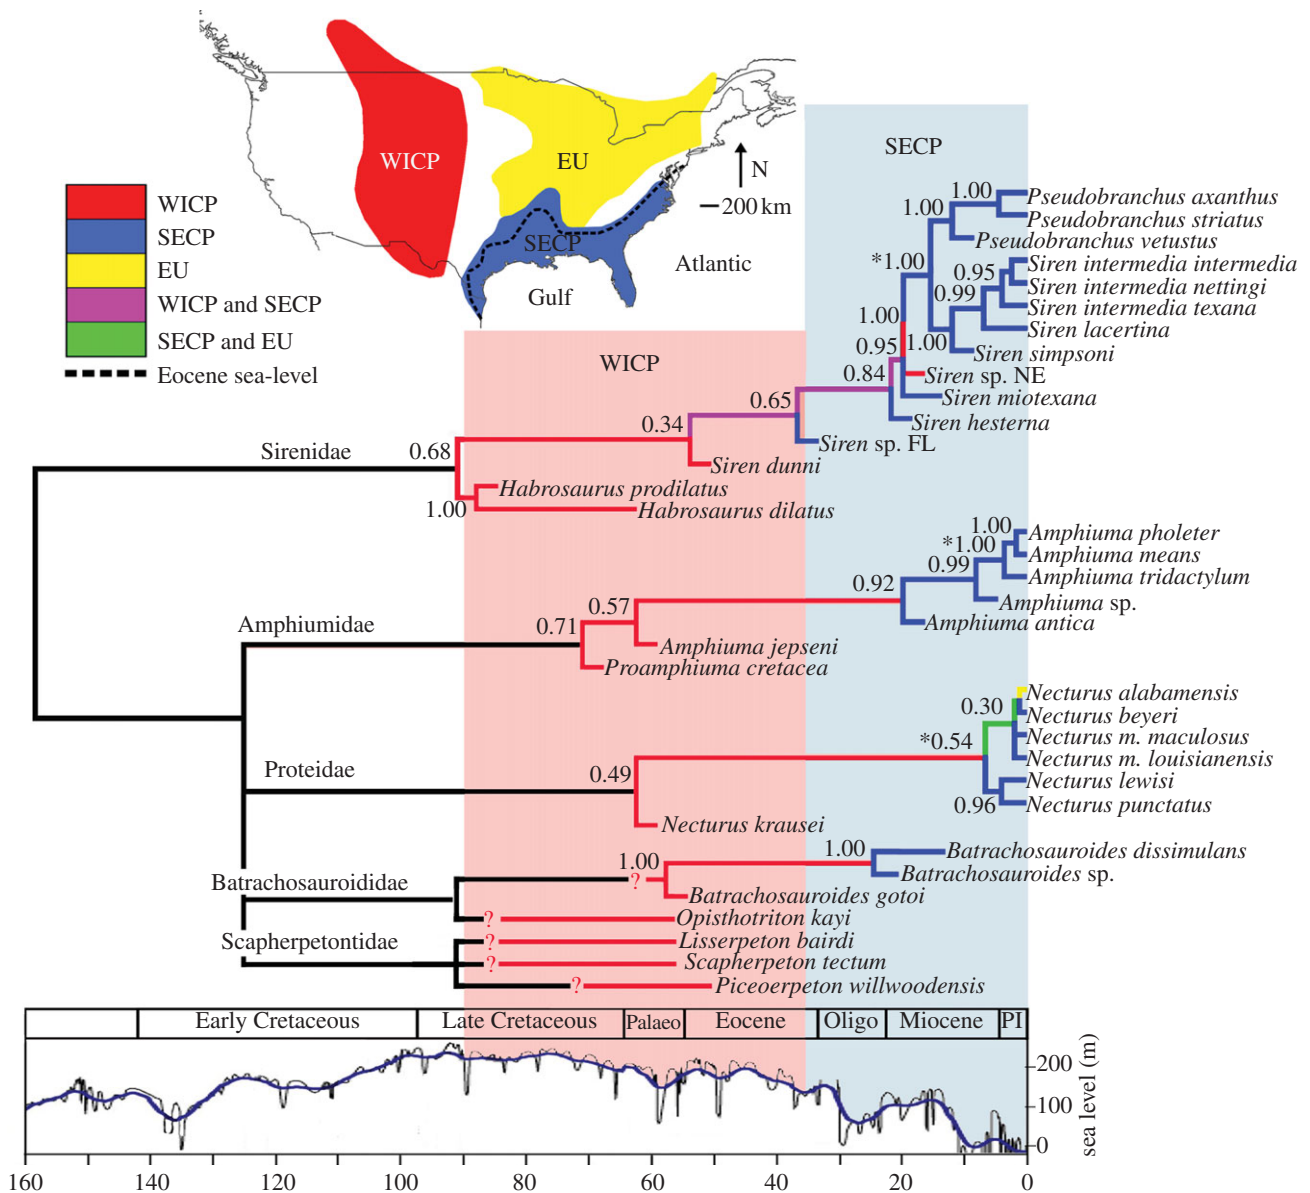 WICP
EU
SECP
N
200 km
Atlantic
Gulf
WICP
SECP
EU
WICP and SECP
SECP and EU
Eocene sea-level
SECP
WICP
1.00
Pseudobranchus axanthus
1.00
Pseudobranchus striatus
Pseudobranchus vetustus
*1.00
0.95
Siren intermedia intermedia
Siren intermedia nettingi
0.99
Siren intermedia texana
1.00
Siren lacertina
0.95
1.00
Siren simpsoni
0.84
Siren sp. NE
0.65
Siren miotexana
0.34
Siren hesterna
Sirenidae
0.68
Siren sp. FL
Siren dunni
Habrosaurus prodilatus
1.00
Habrosaurus dilatus
1.00
Amphiuma pholeter
*1.00
Amphiuma means
0.99
Amphiuma tridactylum
0.92
Amphiuma sp.
0.57
Amphiuma antica
Amphiumidae
0.71
Amphiuma jepseni
Proamphiuma cretacea
Necturus alabamensis
0.30
Necturus beyeri
*0.54
Necturus m. maculosus
Necturus m. louisianensis
Proteidae
0.49
Necturus lewisi
0.96
Necturus punctatus
Necturus krausei
1.00
1.00
Batrachosauroides dissimulans
Batrachosauroididae
?
Batrachosauroides sp.
Batrachosauroides gotoi
?
Opisthotriton kayi
Scapherpetontidae
?
Lisserpeton bairdi
?
Scapherpeton tectum
?
Piceoerpeton willwoodensis
Early Cretaceous
Late Cretaceous
Palaeo
Eocene
Oligo
Miocene
PI
200
100
0
sea level (m)
160
140
120
100
80
60
40
20
0